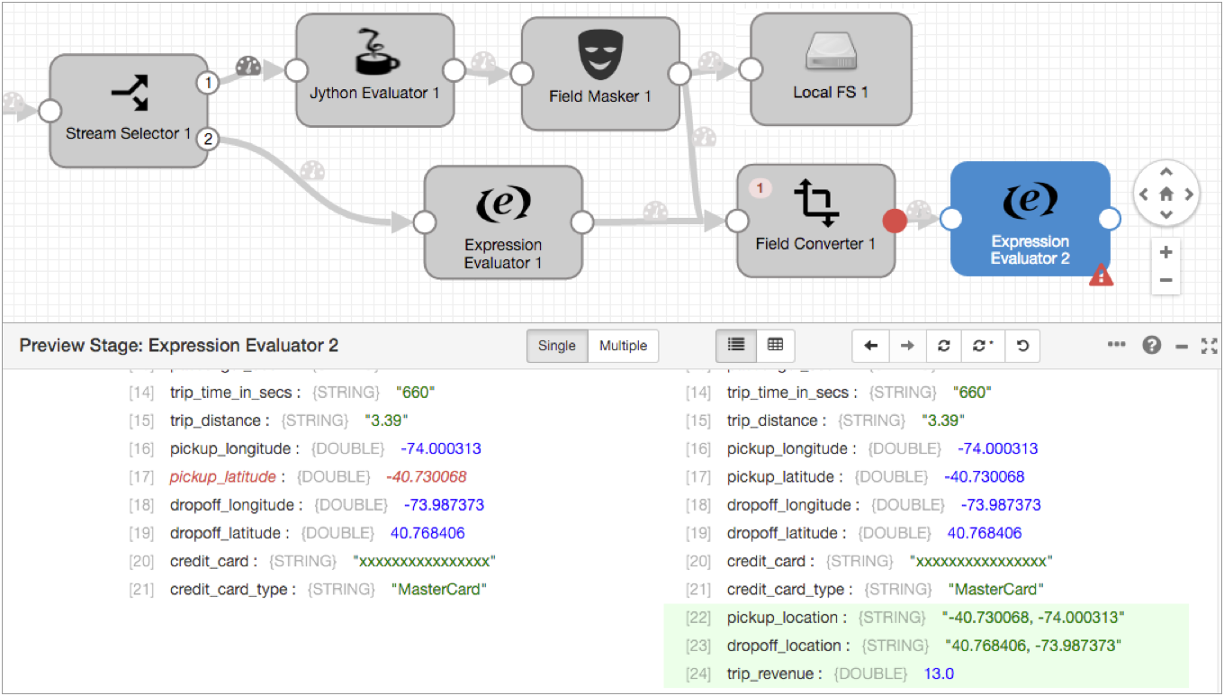 Stream Selector 1
1
2
Jython Evaluator 1
Field Masker 1
Local FS 1
Expression
Evaluator 1
1
Field Converter 1
Expression
Evaluator 2
Preview Stage: Expression Evaluator 2
Single
Multiple
[14] trip_time_in_secs : {STRING} "660"
[15] trip_distance : {STRING} "3.39"
[16] pickup_longitude : {DOUBLE} -74.000313
[17] pickup_latitude : {DOUBLE} -40.730068
[18] dropoff_longitude : {DOUBLE} -73.987373
[19] dropoff_latitude : {DOUBLE} 40.768406
[20] credit_card : {STRING} "xxxxxxxxxxxxxxxx"
[21] credit_card_type : {STRING} "MasterCard"
[14] trip_time_in_secs : {STRING} "660"
[15] trip_distance : {STRING} "3.39"
[16] pickup_longitude : {DOUBLE} -74.000313
[17] pickup_latitude : {DOUBLE} -40.730068
[18] dropoff_longitude : {DOUBLE} -73.987373
[19] dropoff_latitude : {DOUBLE} 40.768406
[20] credit_card : {STRING} "xxxxxxxxxxxxxxxx"
[21] credit_card_type : {STRING} "MasterCard"
[22] pickup_location : {STRING} "-40.730068, -74.000313"
[23] dropoff_location : {STRING} "40.768406, -73.987373"
[24] trip_revenue : {DOUBLE} 13.0